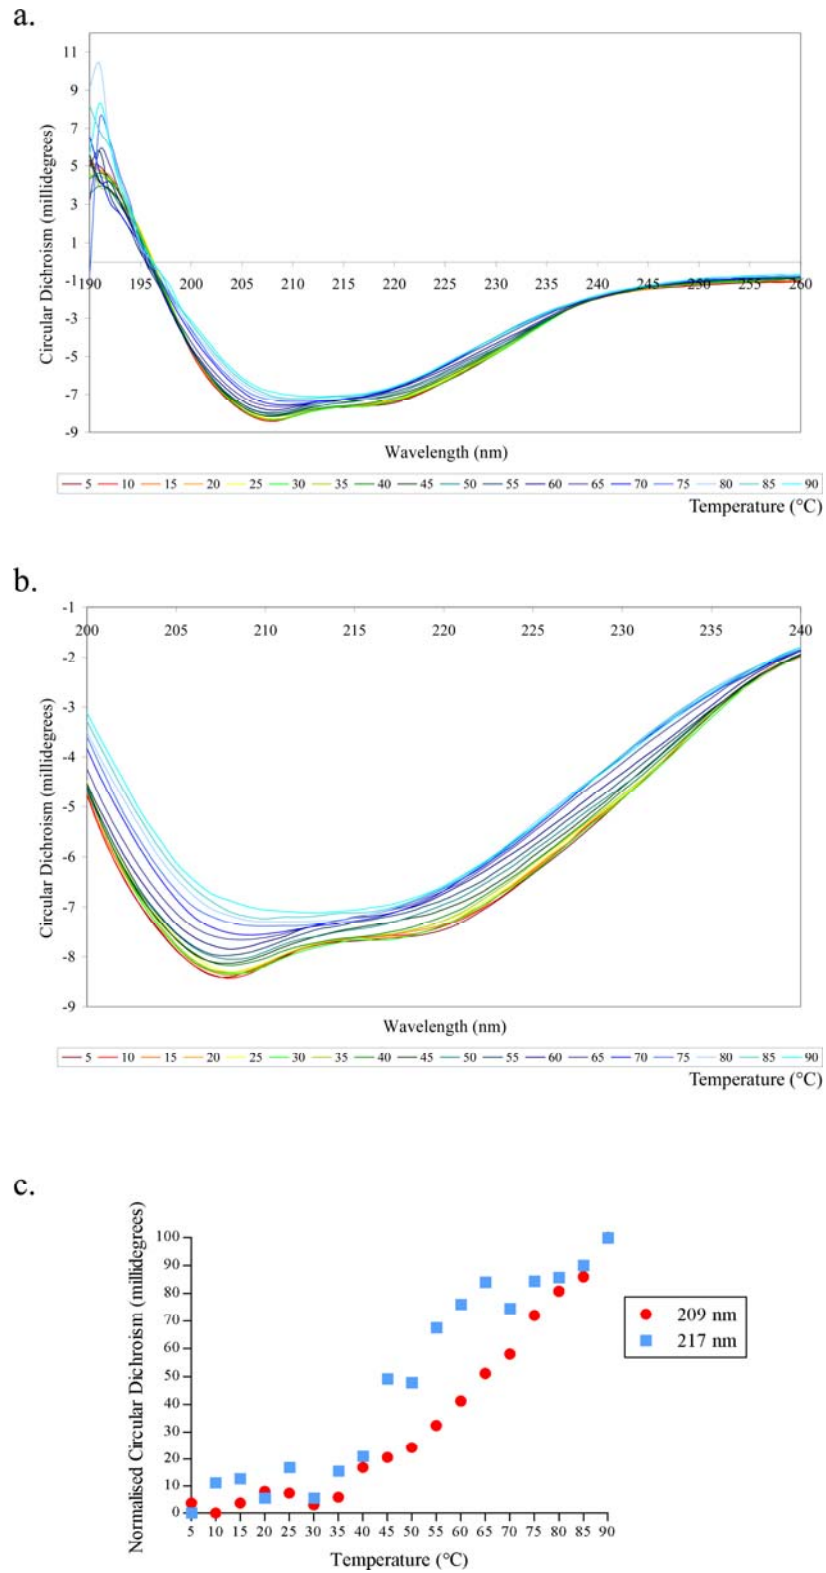 a.
Circular Dichroism (millidegrees)
11
9
7
5
3
1
-1
-3
-5
-7
-9
190 195 200 205 210 215 220 225 230 235 240 245 250 255 260
Wavelength (nm)
5 10 15 20 25 30 35 40 45 50 55 60 65 70 75 80 85 90
Temperature (°C)
b.
Circular Dichroism (millidegrees)
-1
-2
-3
-4
-5
-6
-7
-8
-9
200 205 210 215 220 225 230 235 240
Wavelength (nm)
5 10 15 20 25 30 35 40 45 50 55 60 65 70 75 80 85 90
Temperature (°C)
c.
Normalised Circular Dichroism (millidegrees)
100
90
80
70
60
50
40
30
20
10
0
5 10 15 20 25 30 35 40 45 50 55 60 65 70 75 80 85 90
Temperature (°C)
209 nm
217 nm